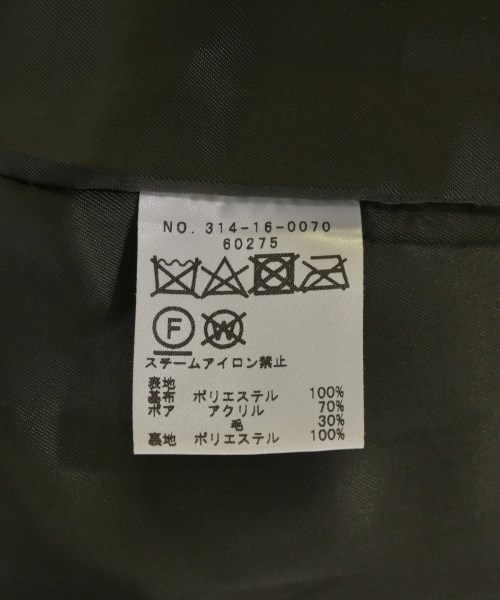 NO. 314-16-0070
60275
F W
スチームアイロン禁止
表地
基布 ポリエステル 100%
ボア アクリル 70%
毛 30%
裏地 ポリエステル 100%